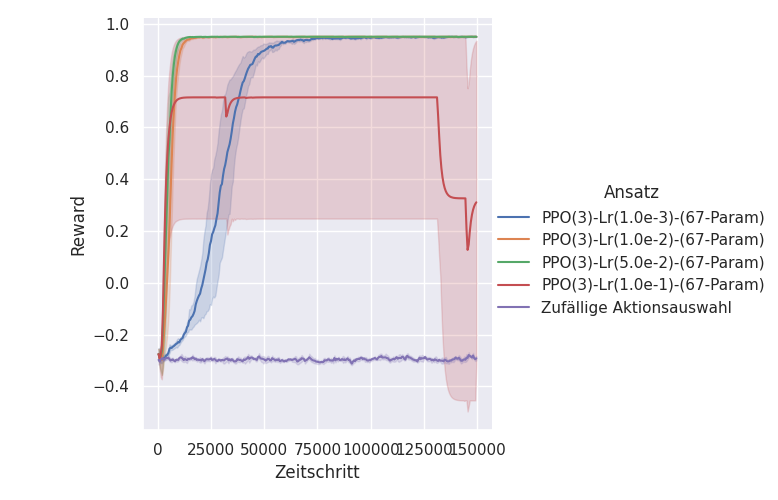 1.0
0.8
0.6
0.4
0.2
0.0
−0.2
−0.4
Reward
0 25000 50000 75000 100000 125000 150000
Zeitschritt
Ansatz
PPO(3)-Lr(1.0e-3)-(67-Param)
PPO(3)-Lr(1.0e-2)-(67-Param)
PPO(3)-Lr(5.0e-2)-(67-Param)
PPO(3)-Lr(1.0e-1)-(67-Param)
Zufällige Aktionsauswahl